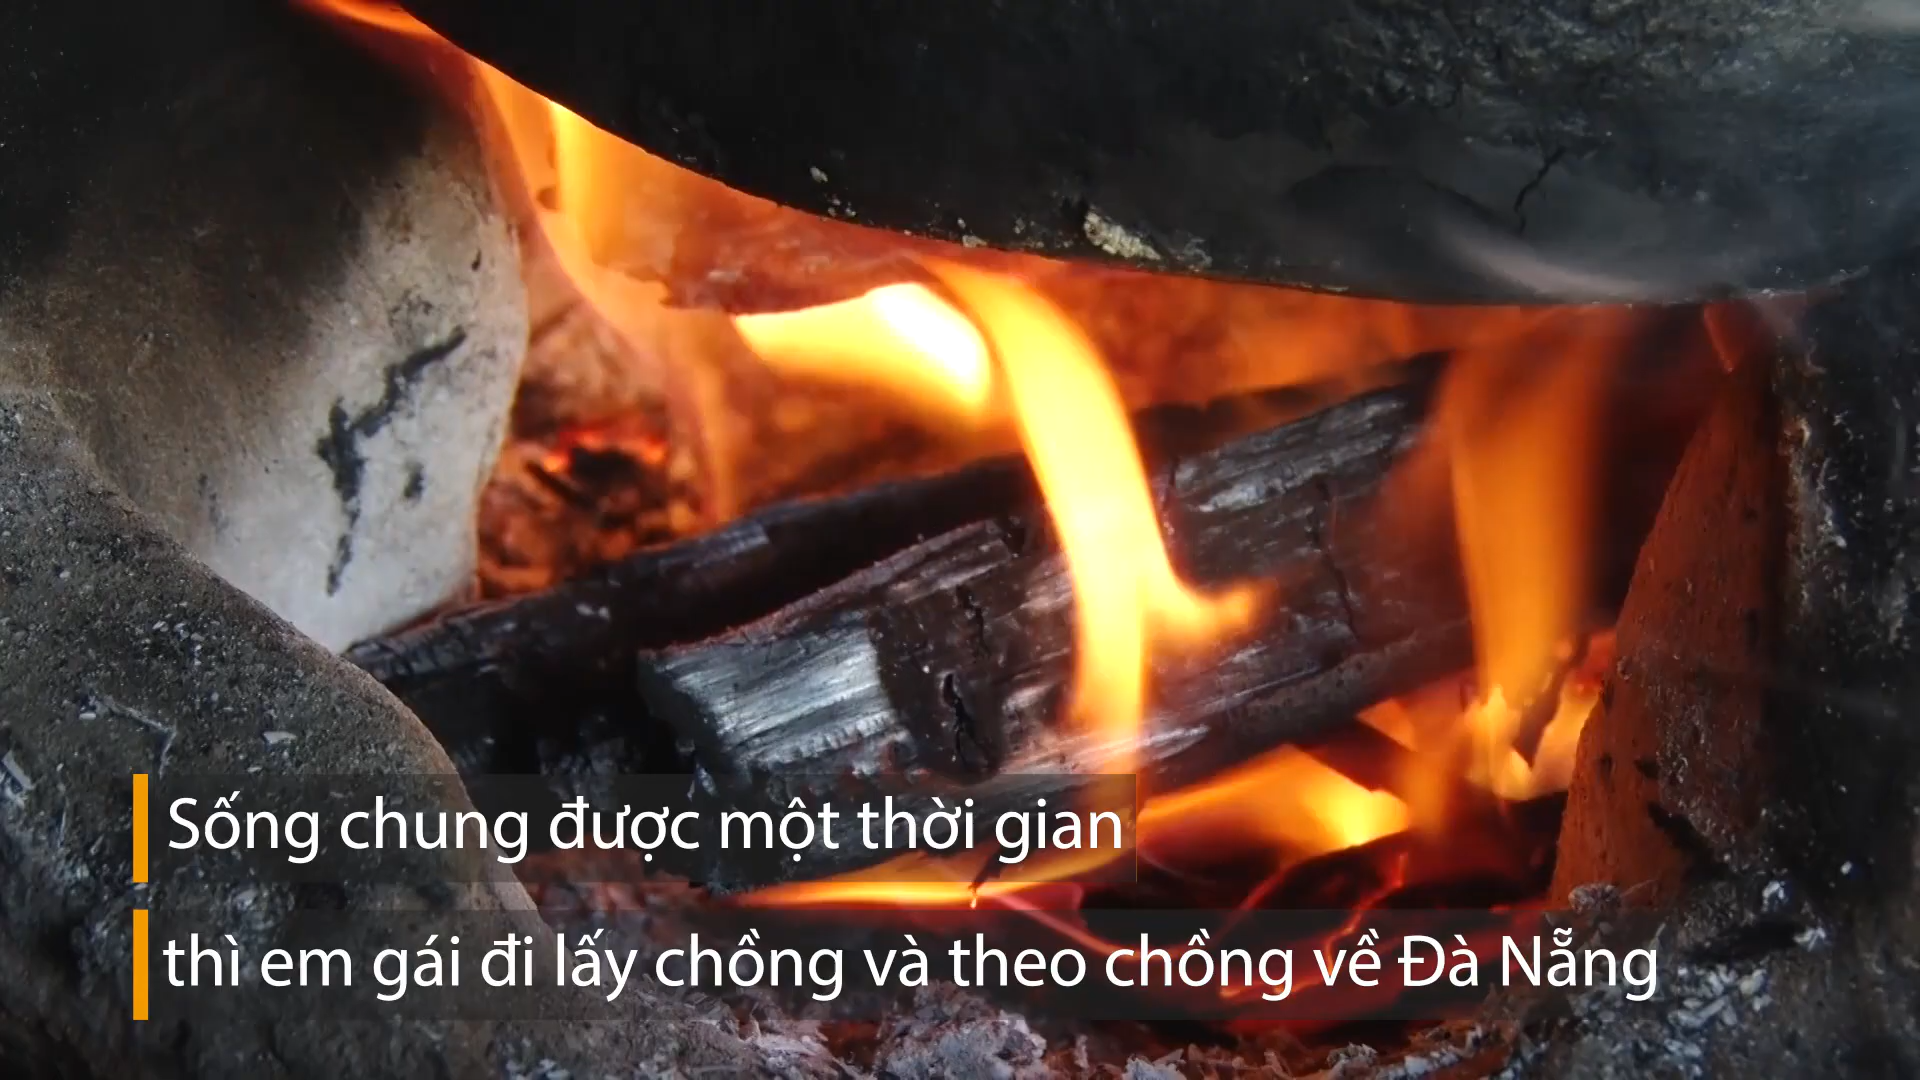 Sống chung được một thời gian
thì em gái đi lấy chồng và theo chồng về Đà Nẵng